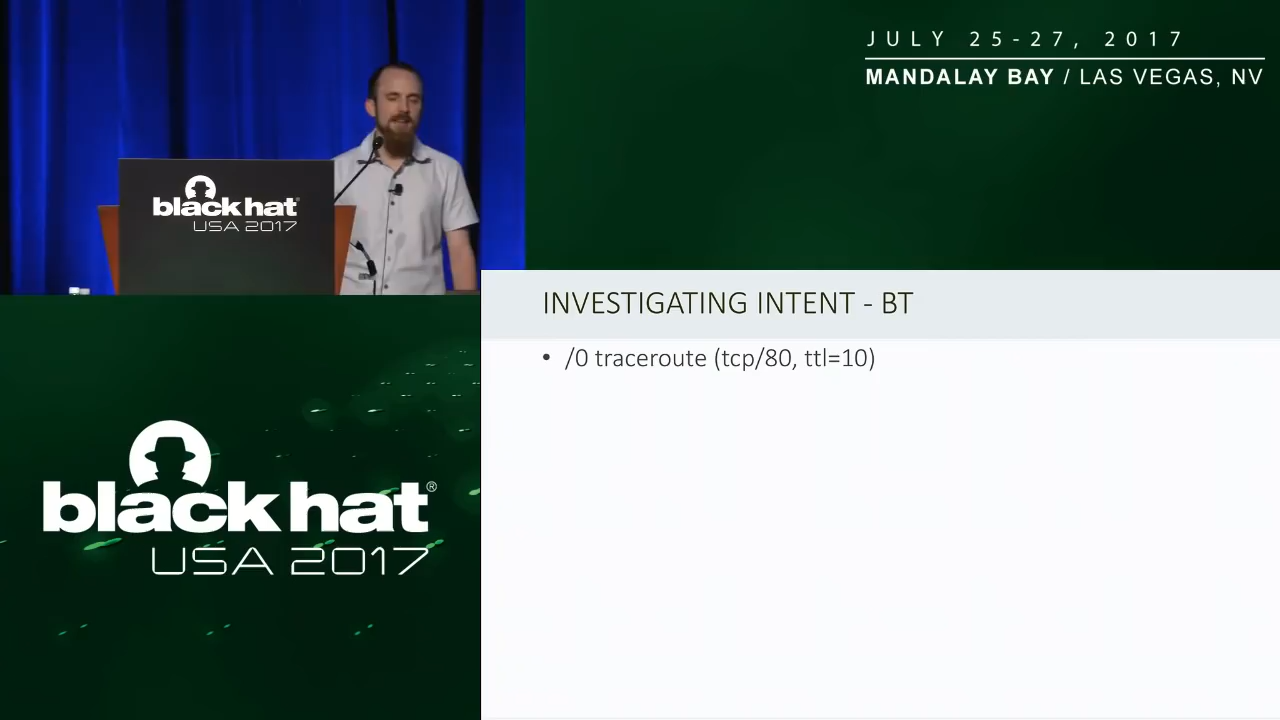 JULY 25-27, 2017
MANDALAY BAY / LAS VEGAS, NV
black hat®
USA 2017
INVESTIGATING INTENT - BT
• /0 traceroute (tcp/80, ttl=10)
black hat®
USA 2017